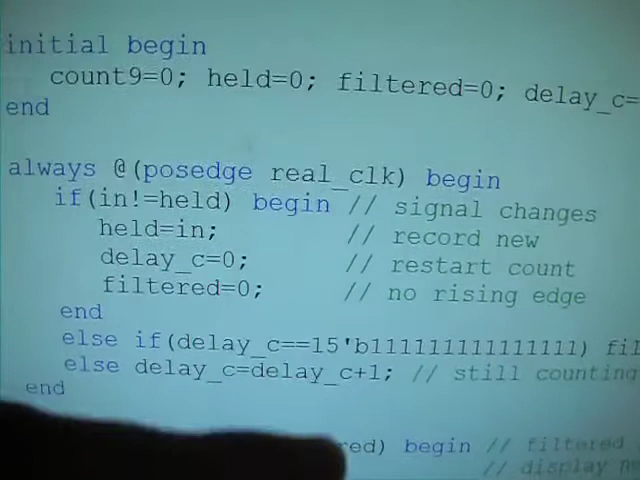 initial begin
count9=0; held=0; filtered=0; delay_c=
end
always @(posedge real_clk) begin
if(in!=held) begin // signal changes
held=in; // record new
delay_c=0; // restart count
filtered=0; // no rising edge
end
else if(delay_c==15'b111111111111111) fil
else delay_c=delay_c+1; // still counting
end
red) begin // filtered
// display